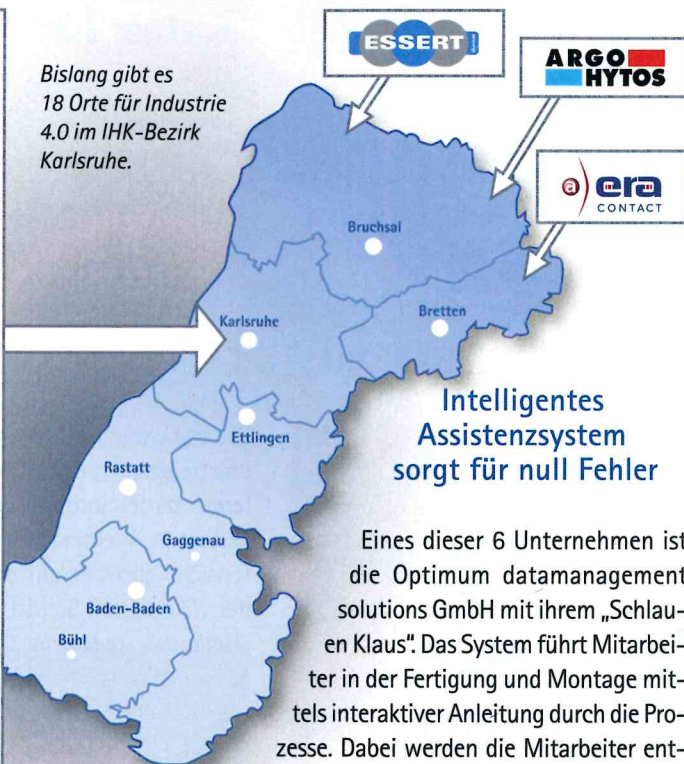 Bislang gibt es
18 Orte für Industrie
4.0 im IHK-Bezirk
Karlsruhe.
ESSERT
ARGO
HYTOS
a) era
CONTACT
Bruchsal
Karlsruhe
Bretten
Ettlingen
Rastatt
Gaggenau
Baden-Baden
Bühl
Intelligentes
Assistenzsystem
sorgt für null Fehler
Eines dieser 6 Unternehmen ist
die Optimum datamanagement
solutions GmbH mit ihrem „Schlau-
en Klaus“. Das System führt Mitarbei-
ter in der Fertigung und Montage mit-
tels interaktiver Anleitung durch die Pro-
zesse. Dabei werden die Mitarbeiter ent-